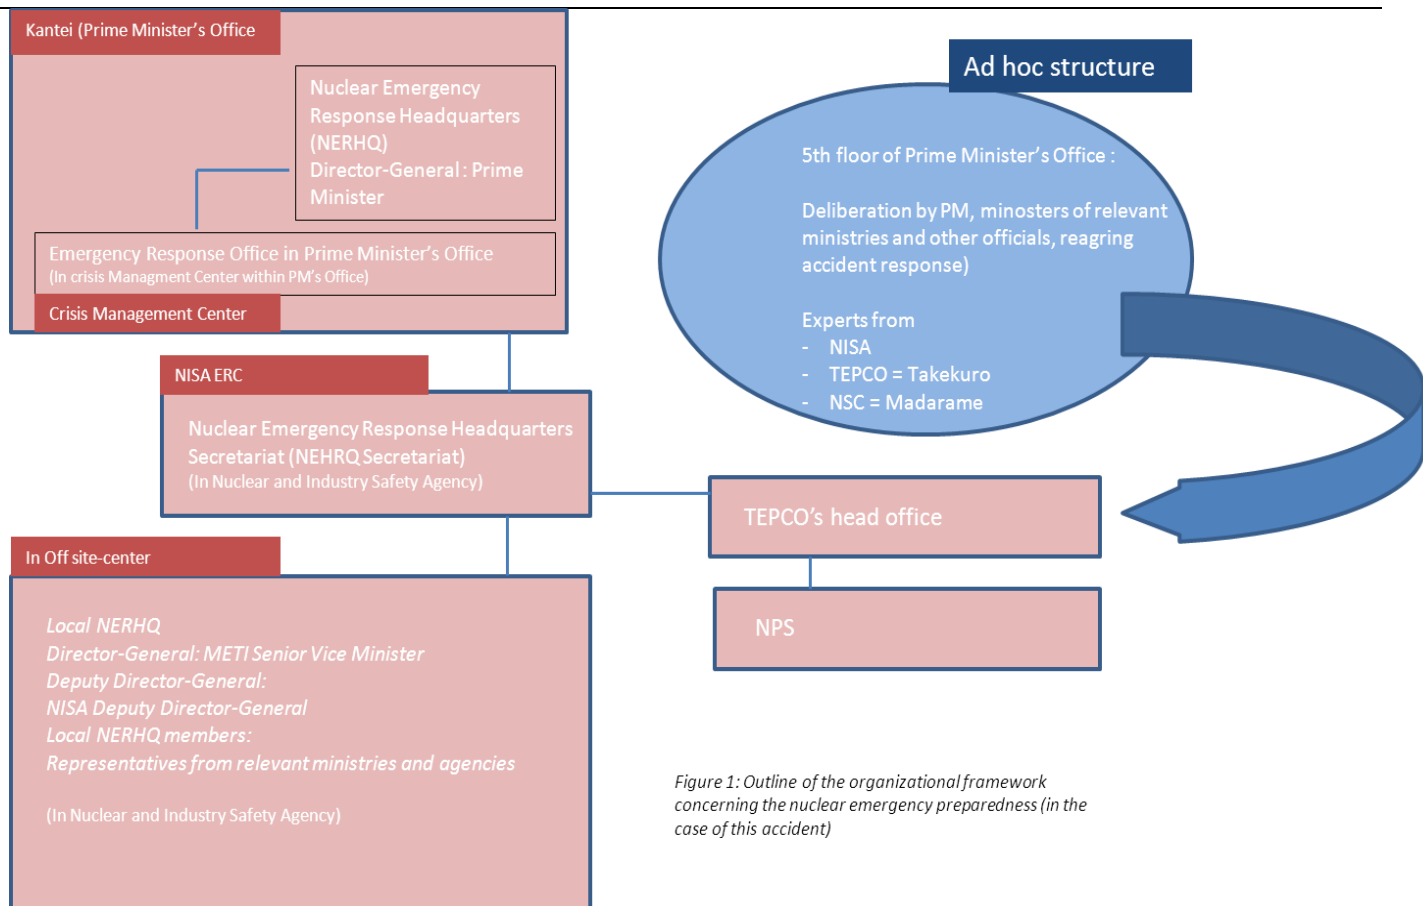 Kantei (Prime Minister's Office
Nuclear Emergency
Response Headquarters
(NERHQ)
Director-General : Prime
Minister
Emergency Response Office in Prime Minister's Office
(In crisis Managment Center within PM's Office)
Crisis Management Center
NISA ERC
Nuclear Emergency Response Headquarters
Secretariat (NEHRQ Secretariat)
(In Nuclear and Industry Safety Agency)
In Off site-center
Local NERHQ
Director-General: METI Senior Vice Minister
Deputy Director-General:
NISA Deputy Director-General
Local NERHQ members:
Representatives from relevant ministries and agencies
(In Nuclear and Industry Safety Agency)
Ad hoc structure
5th floor of Prime Minister's Office :
Deliberation by PM, minosters of relevant
ministries and other officials, reagring
accident response)
Experts from
- NISA
- TEPCO = Takekuro
- NSC = Madarame
TEPCO's head office
NPS
Figure 1: Outline of the organizational framework
concerning the nuclear emergency preparedness (in the
case of this accident)